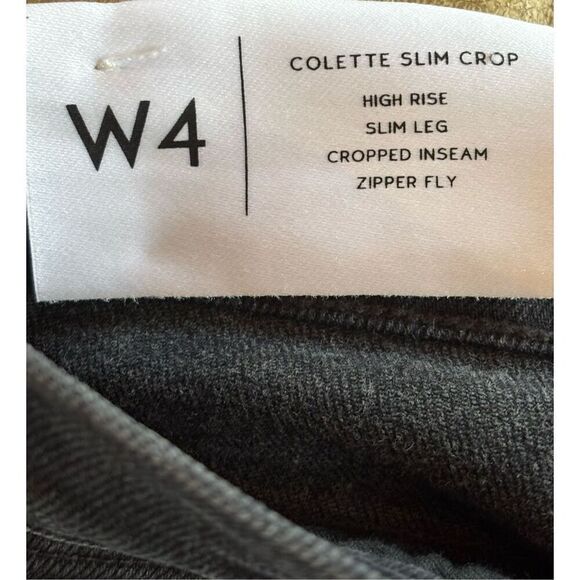 W4
COLETTE SLIM CROP
HIGH RISE
SLIM LEG
CROPPED INSEAM
ZIPPER FLY